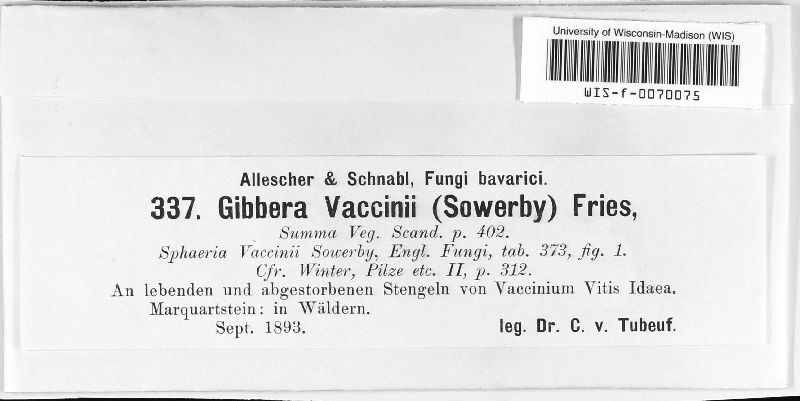 University of Wisconsin-Madison (WIS)
WIS-f-0070075
Allescher & Schnabl, Fungi bavarici.
337. Gibbera Vaccinii (Sowerby) Fries,
Summa Veg. Scand. p. 402.
Sphaeria Vaccinii Sowerby, Engl. Fungi, tab. 373, fig. 1.
Cfr. Winter, Pilze etc. II, p. 312.
An lebenden und abgestorbenen Stengeln von Vaccinium Vitis Idaea.
Marquartstein: in Wäldern.
Sept. 1893. leg. Dr. C. v. Tubeuf.